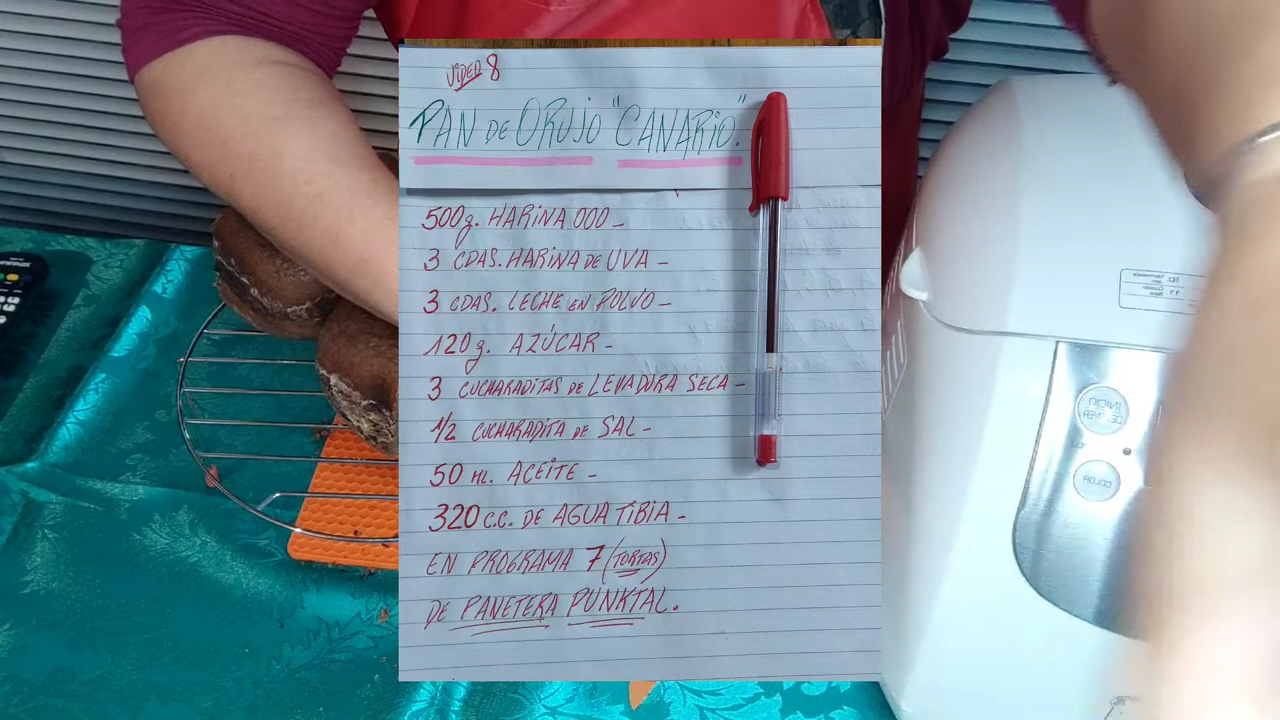 VIDEO 8
PAN DE ORUJO "CANARIO."
500g. HARINA 000 -
3 CDAS. HARINA DE UVA -
3 CDAS. LECHE EN POLVO -
120g. AZÚCAR -
3 CUCHARADITAS DE LEVADURA SECA -
1/2 CUCHARADITA DE SAL -
50 ML. ACEITE -
320 C.C. DE AGUA TIBIA -
EN PROGRAMA 7 (TORTAS)
DE PANETERA PUNKTAL.
INICIO
COLOR